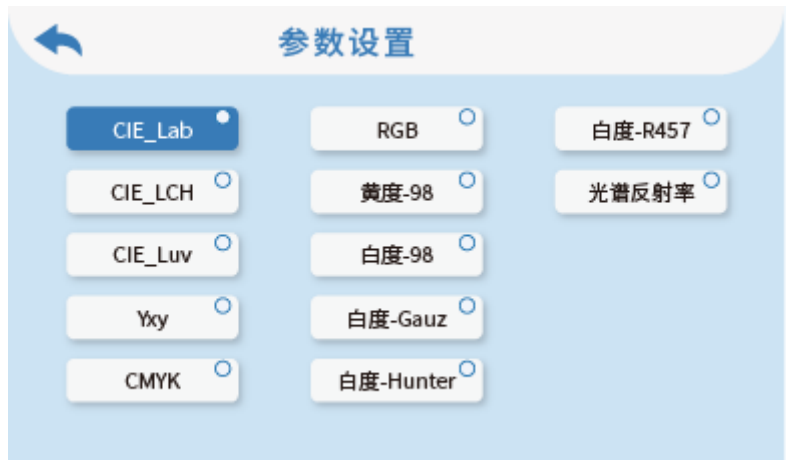 参数设置
CIE_Lab
RGB
白度-R457
CIE_LCH
黄度-98
光谱反射率
CIE_Luv
白度-98
Yxy
白度-Gauz
CMYK
白度-Hunter